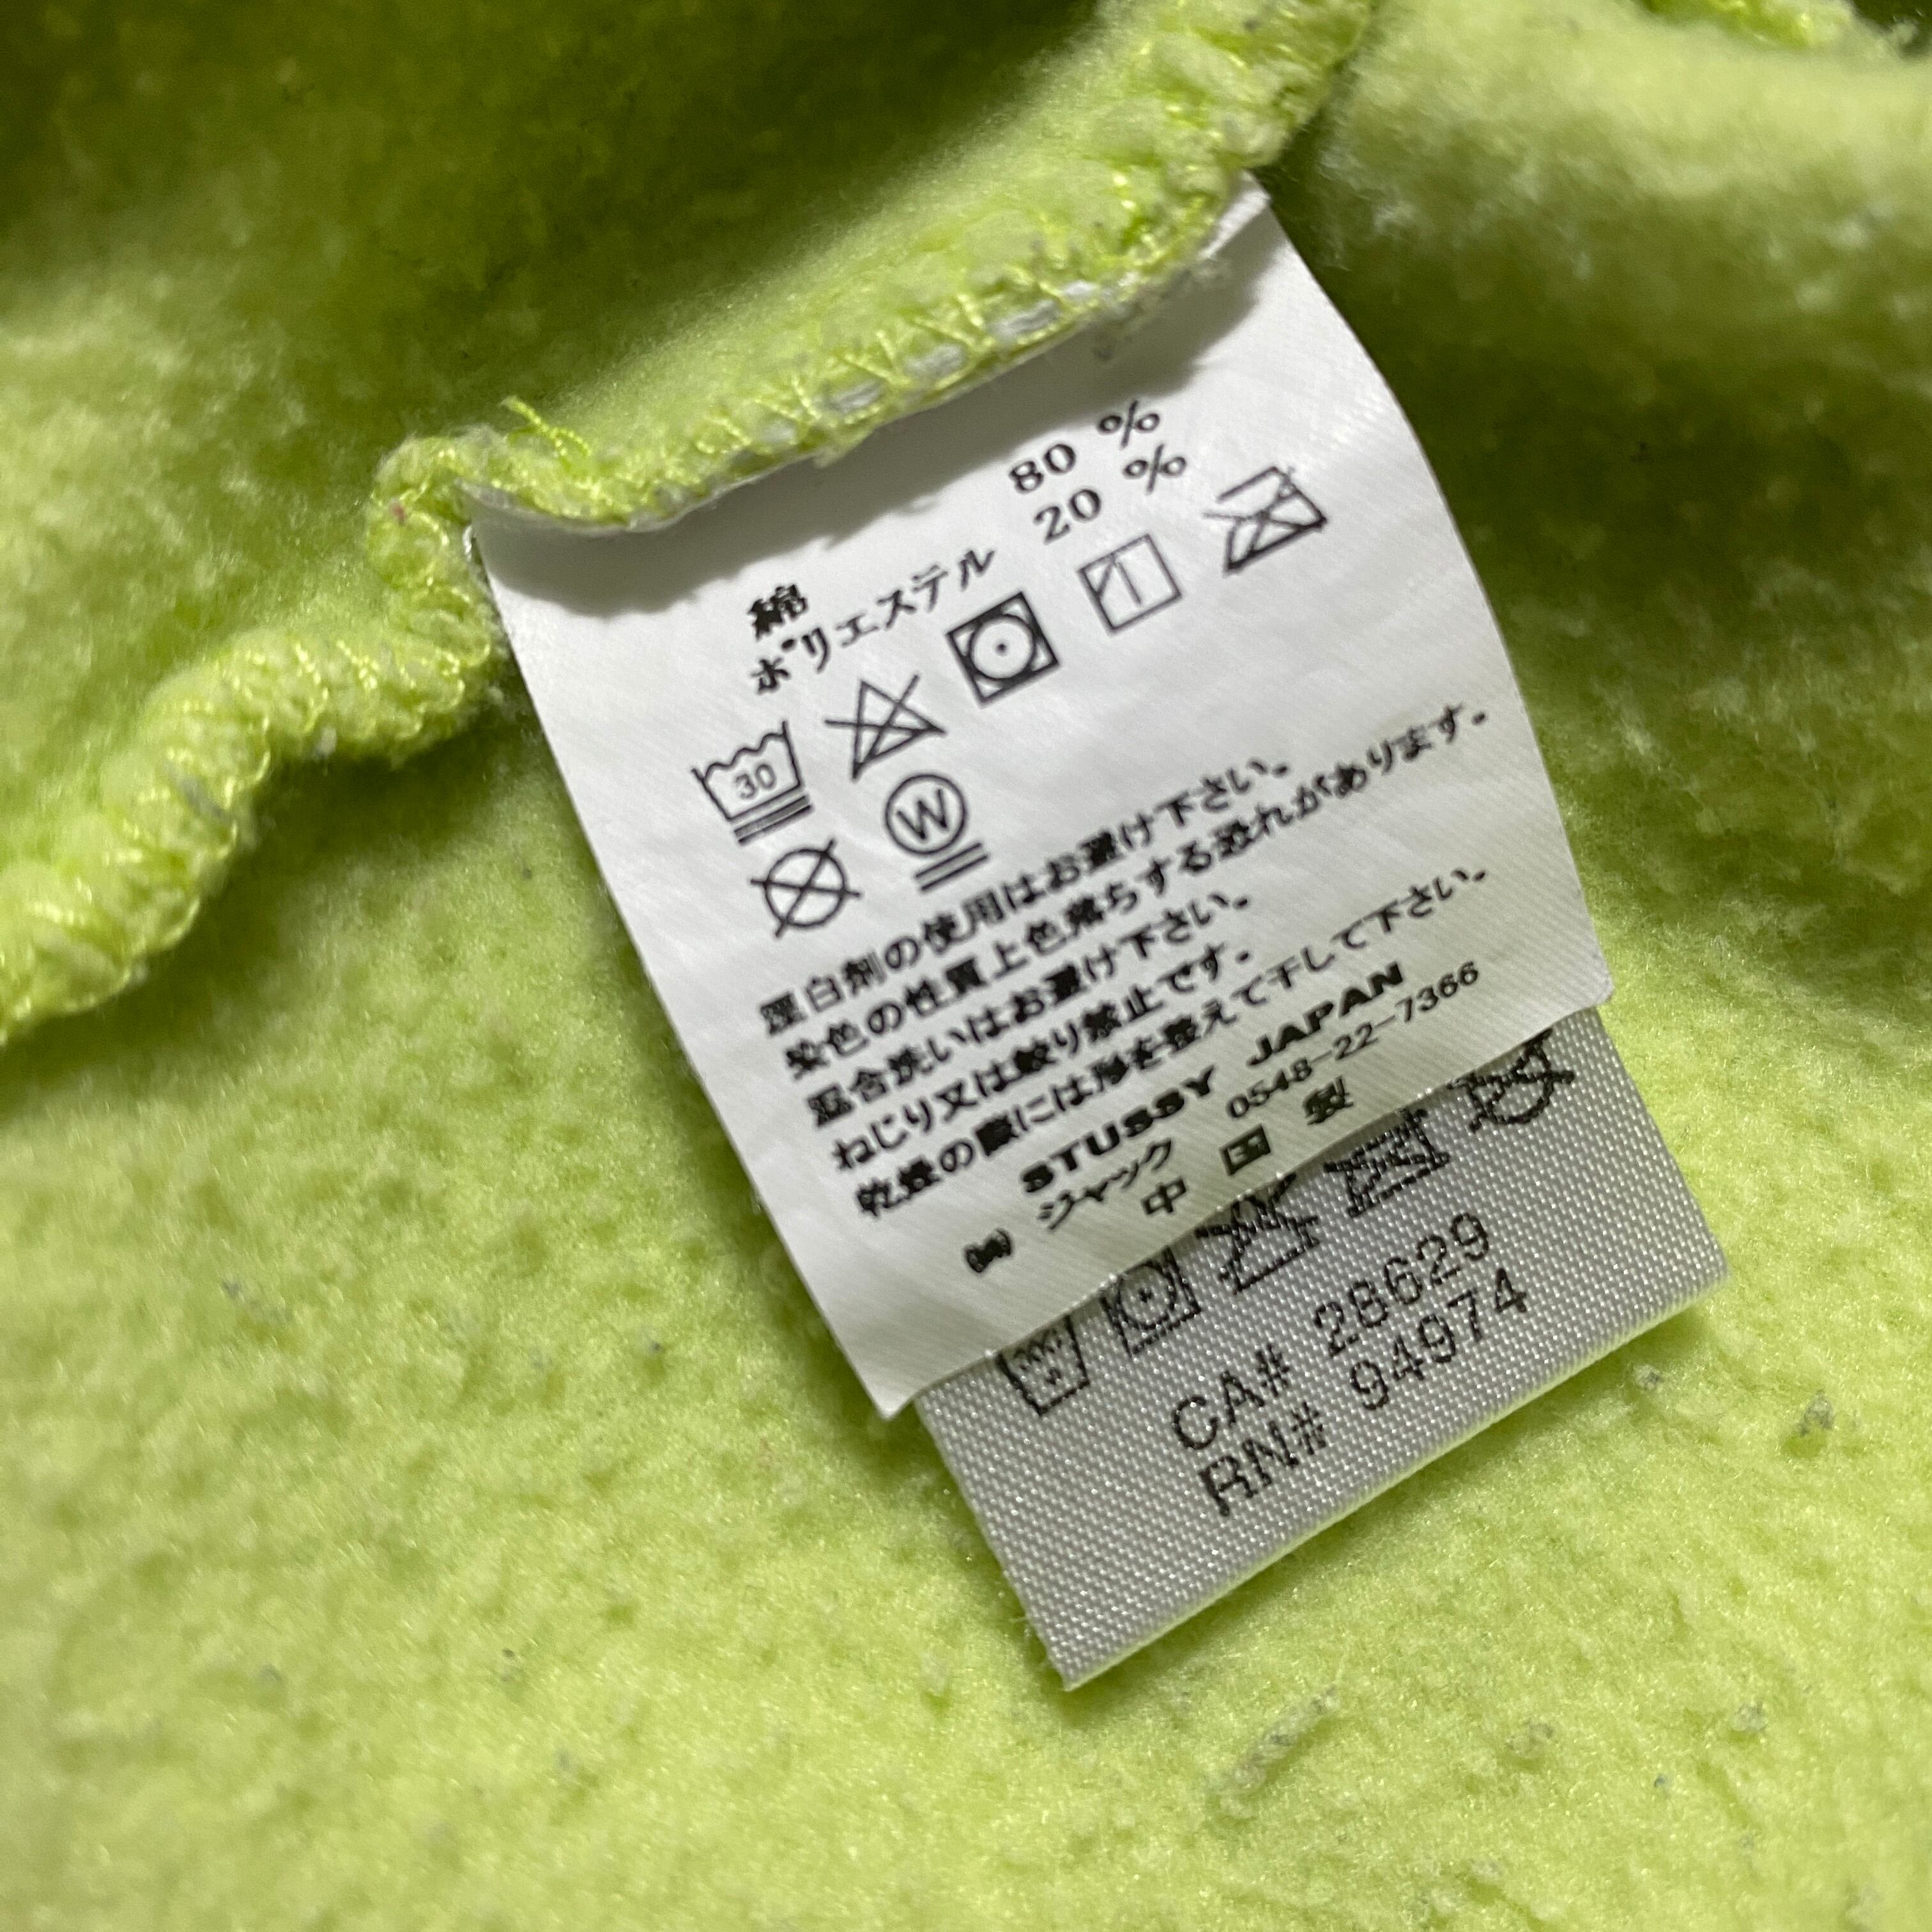 綿 80 %
ポリエステル 20 %
30
W
漂白剤の使用はお避け下さい。
染色の性質上色落ちする恐れがあります。
混合洗いはお避け下さい。
ねじり又は絞り禁止です。
乾燥の際には形を整えて干して下さい。
STUSSY JAPAN
㈲ ジャック 0548-22-7366
中 国 製
CA# 28629
RN# 94974